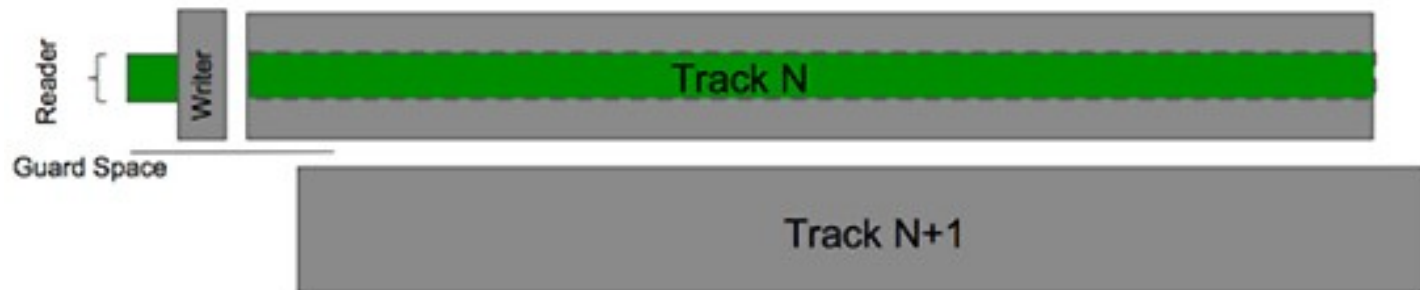 Reader
Writer
Track N
Guard Space
Track N+1